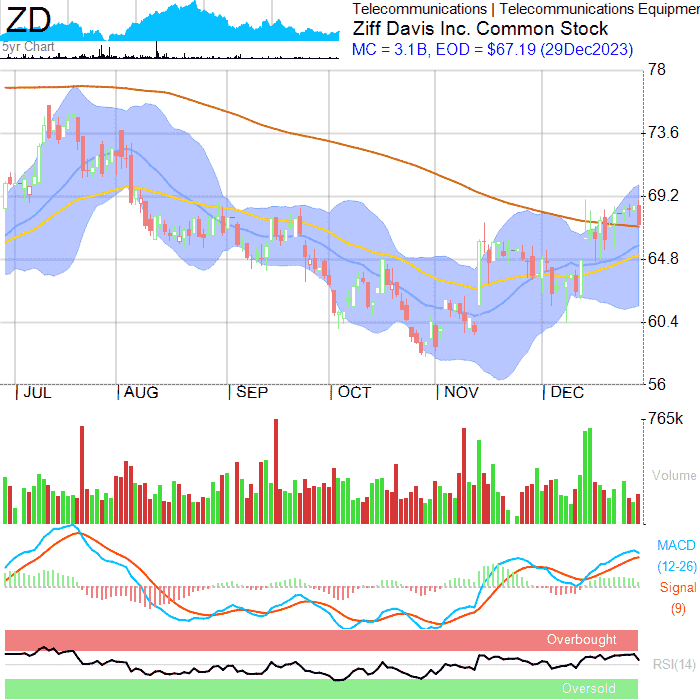 ZD
5yr Chart
Telecommunications | Telecommunications Equipmer
Ziff Davis Inc. Common Stock
MC = 3.1B, EOD = $67.19 (29Dec2023)
78
73.6
69.2
64.8
60.4
56
| JUL | AUG | SEP | OCT | NOV | DEC
765k
Volume
MACD
(12-26)
Signal
(9)
Overbought
RSI(14)
Oversold